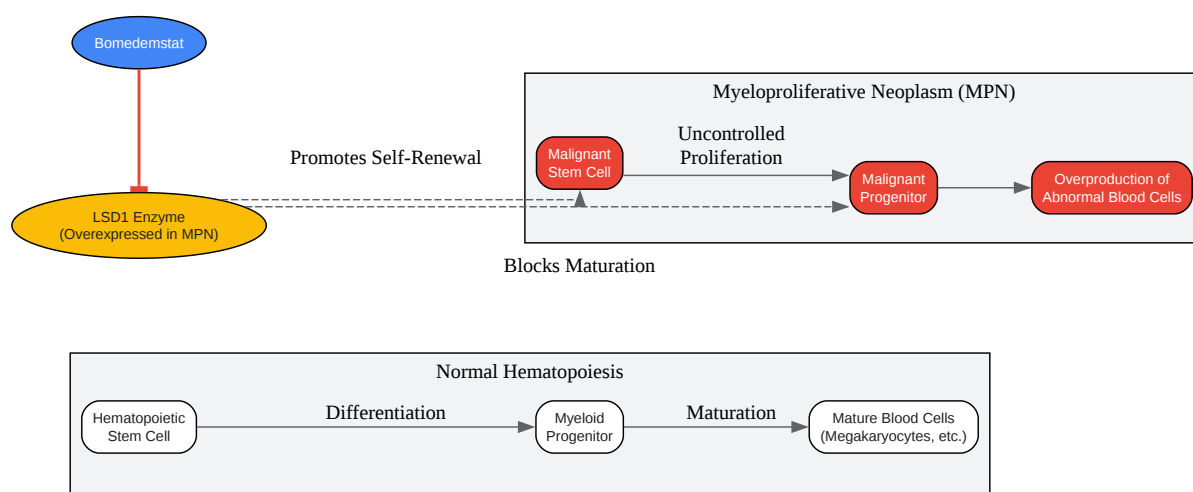 Bomedemstat
Myeloproliferative Neoplasm (MPN)
Promotes Self-Renewal
Malignant
Stem Cell
Uncontrolled
Proliferation
Malignant
Progenitor
Overproduction of
Abnormal Blood Cells
LSD1 Enzyme
(Overexpressed in MPN)
Blocks Maturation
Normal Hematopoiesis
Hematopoietic
Stem Cell
Differentiation
Myeloid
Progenitor
Maturation
Mature Blood Cells
(Megakaryocytes, etc.)